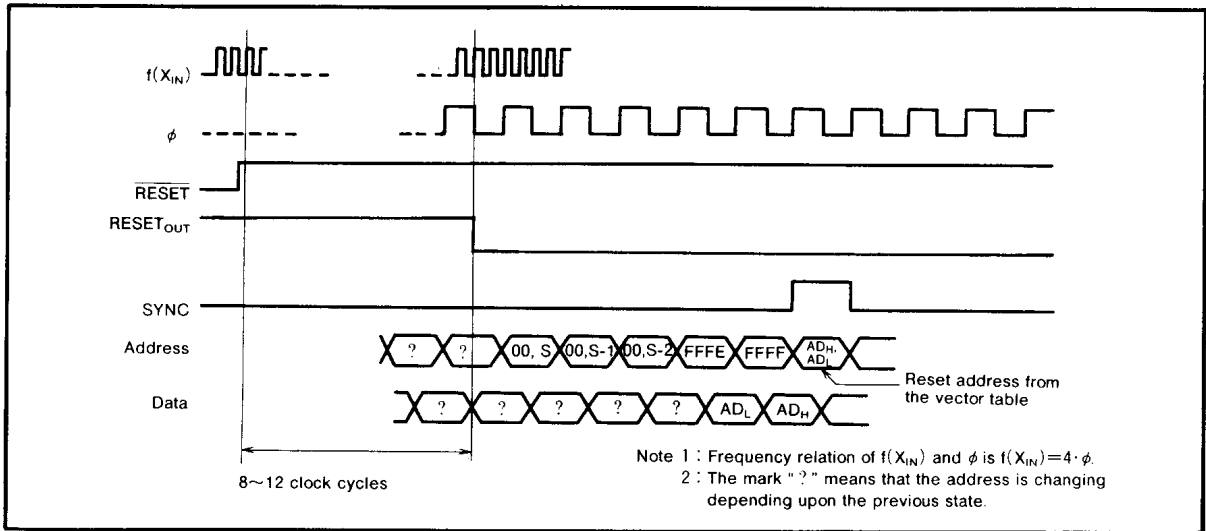 f(XIN)
ϕ
RESET
RESETOUT
SYNC
Address
? ? 00, S 00,S-1 00,S-2 FFFE FFFF ADH, ADL
Reset address from
the vector table
Data
? ? ? ? ? ADL ADH
8~12 clock cycles
Note 1 : Frequency relation of f(XIN) and ϕ is f(XIN)=4·ϕ.
2 : The mark "?" means that the address is changing
depending upon the previous state.